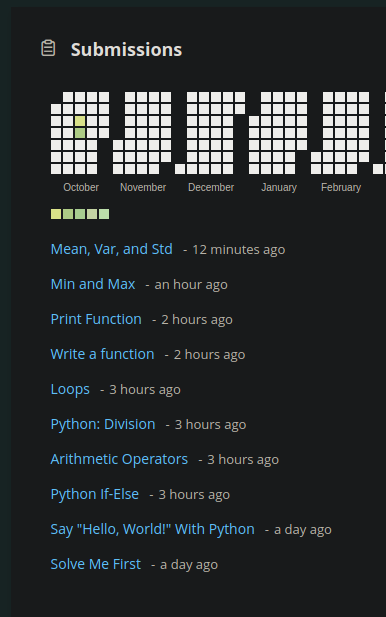 Submissions
October November December January February
Mean, Var, and Std - 12 minutes ago
Min and Max - an hour ago
Print Function - 2 hours ago
Write a function - 2 hours ago
Loops - 3 hours ago
Python: Division - 3 hours ago
Arithmetic Operators - 3 hours ago
Python If-Else - 3 hours ago
Say "Hello, World!" With Python - a day ago
Solve Me First - a day ago